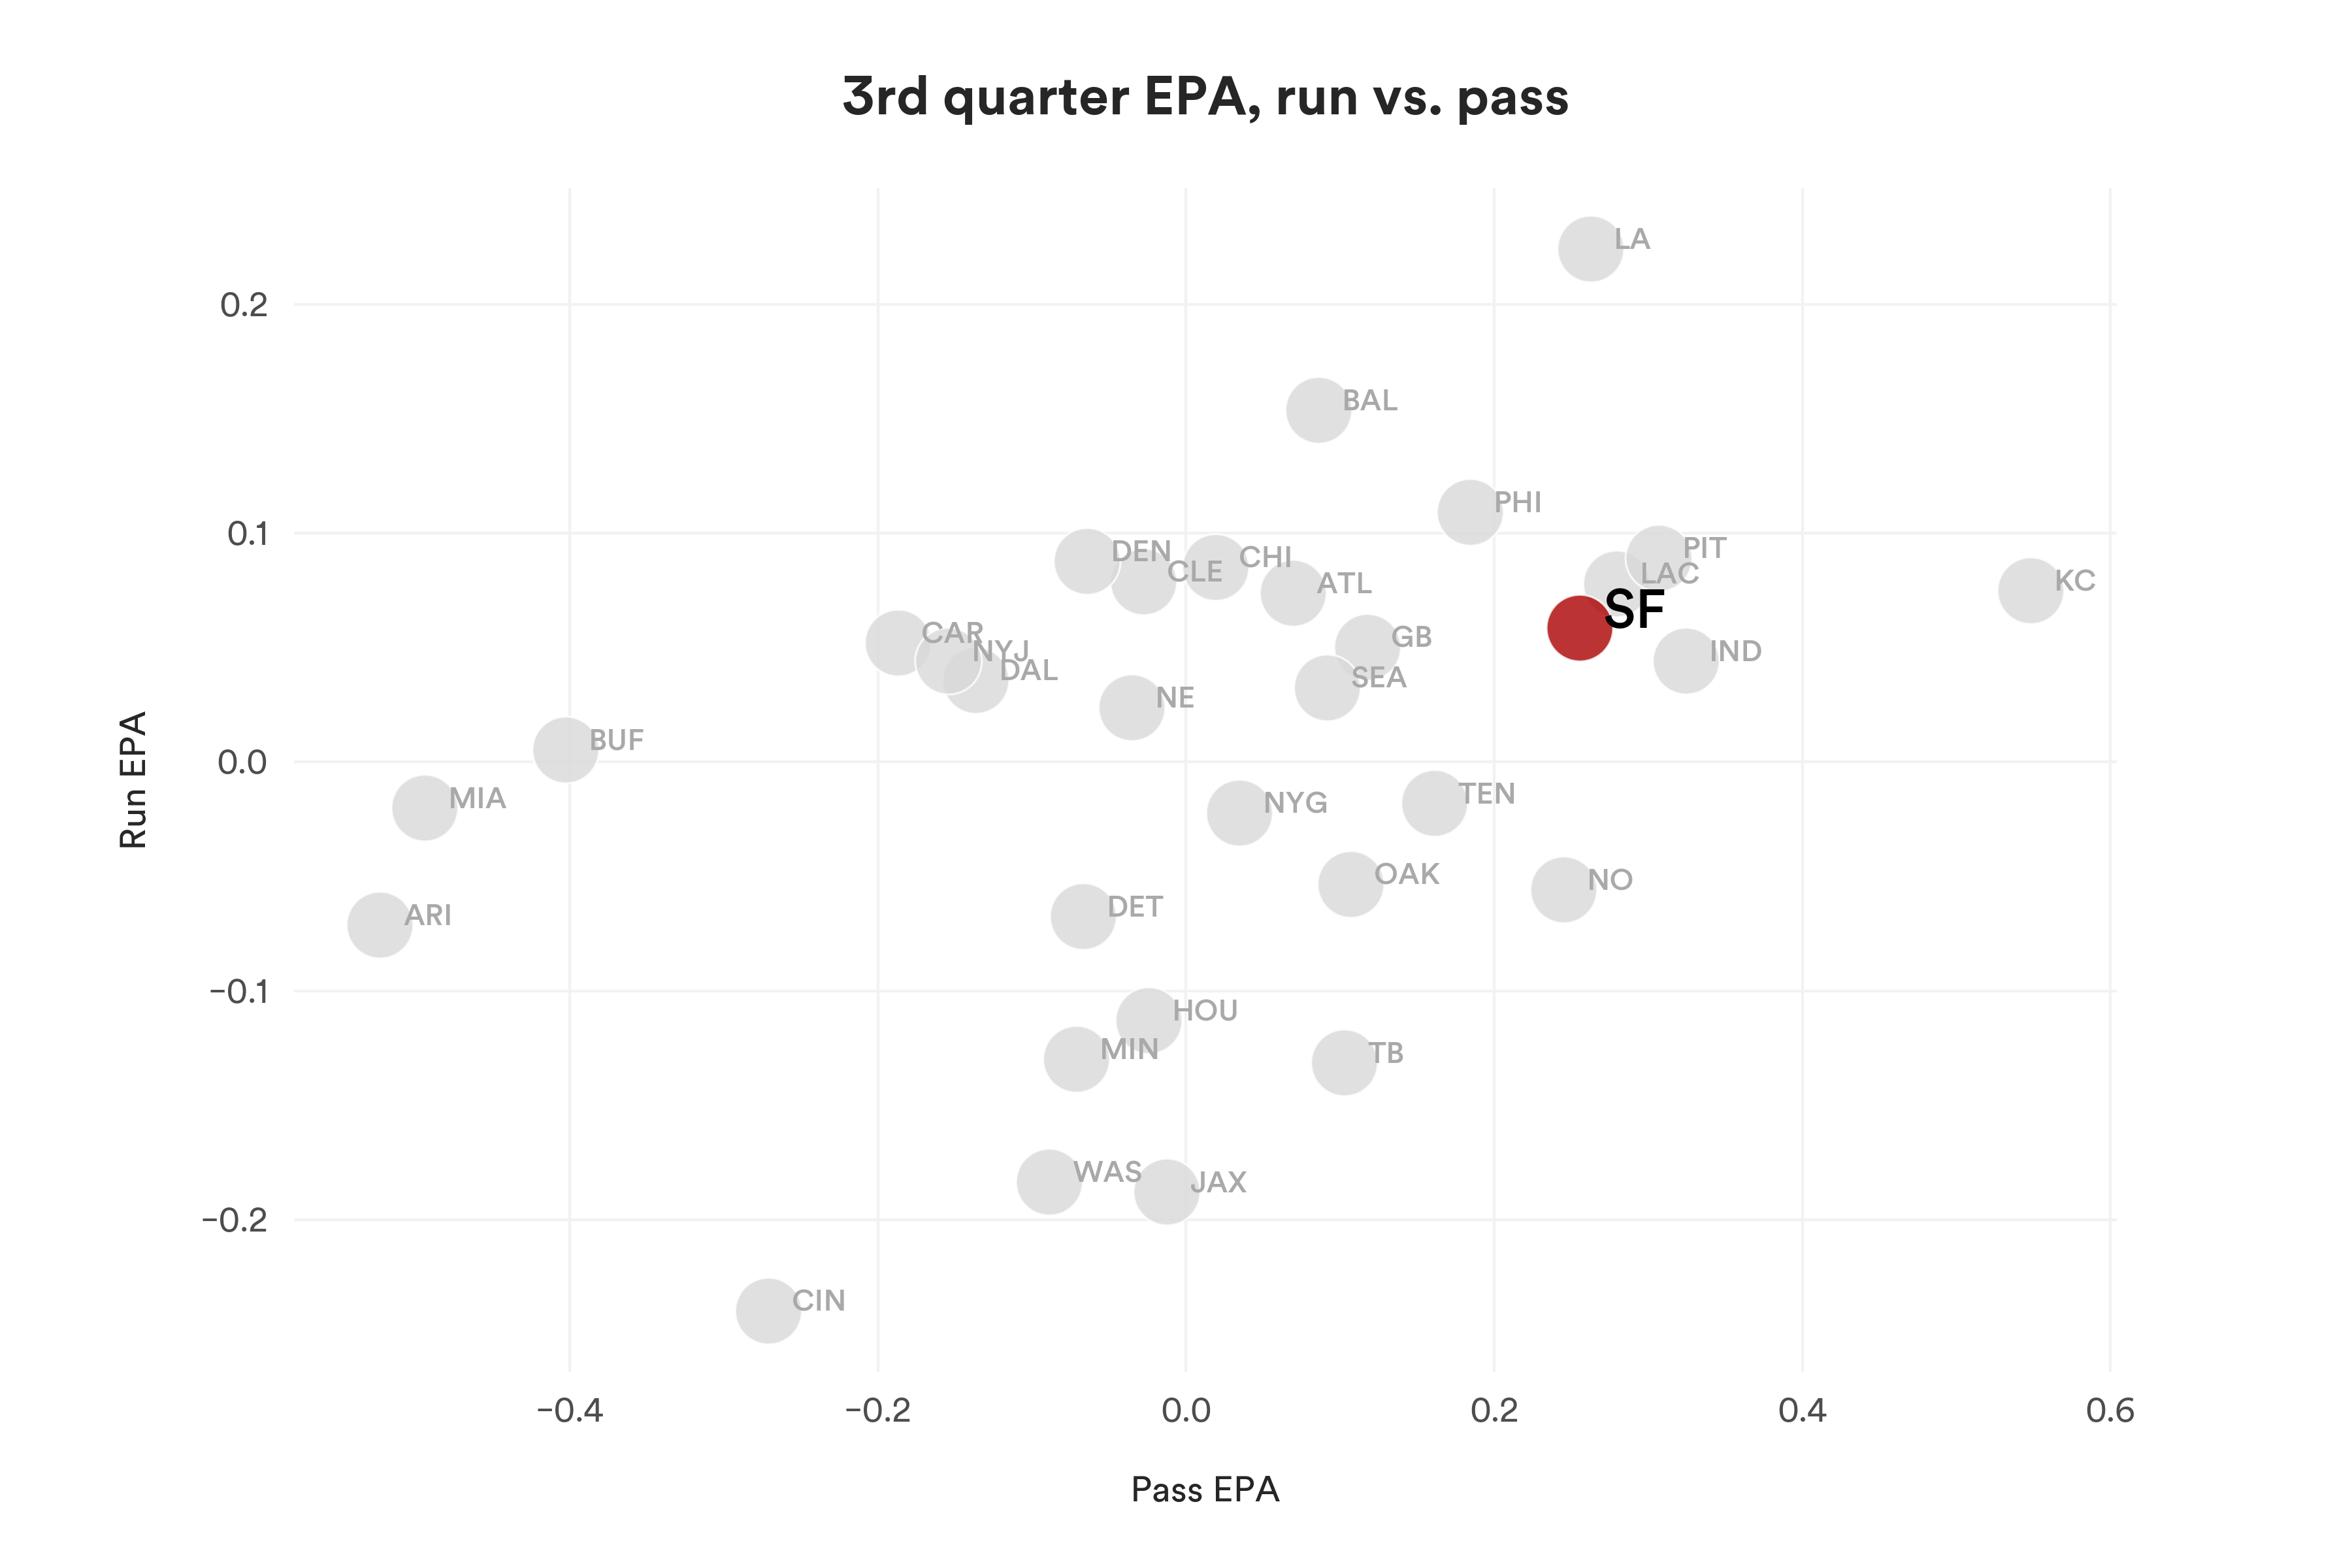 3rd quarter EPA, run vs. pass
LA
0.2
BAL
PHI
0.1
DEN
CHI
PIT
CLE
LAC
ATL
KC
SF
CAR
GB
NYJ
IND
DAL
SEA
NE
BUF
0.0
Run EPA
MIA
TEN
NYG
OAK
NO
DET
ARI
−0.1
HOU
MIN
TB
WAS
JAX
−0.2
CIN
−0.4 −0.2 0.0 0.2 0.4 0.6
Pass EPA